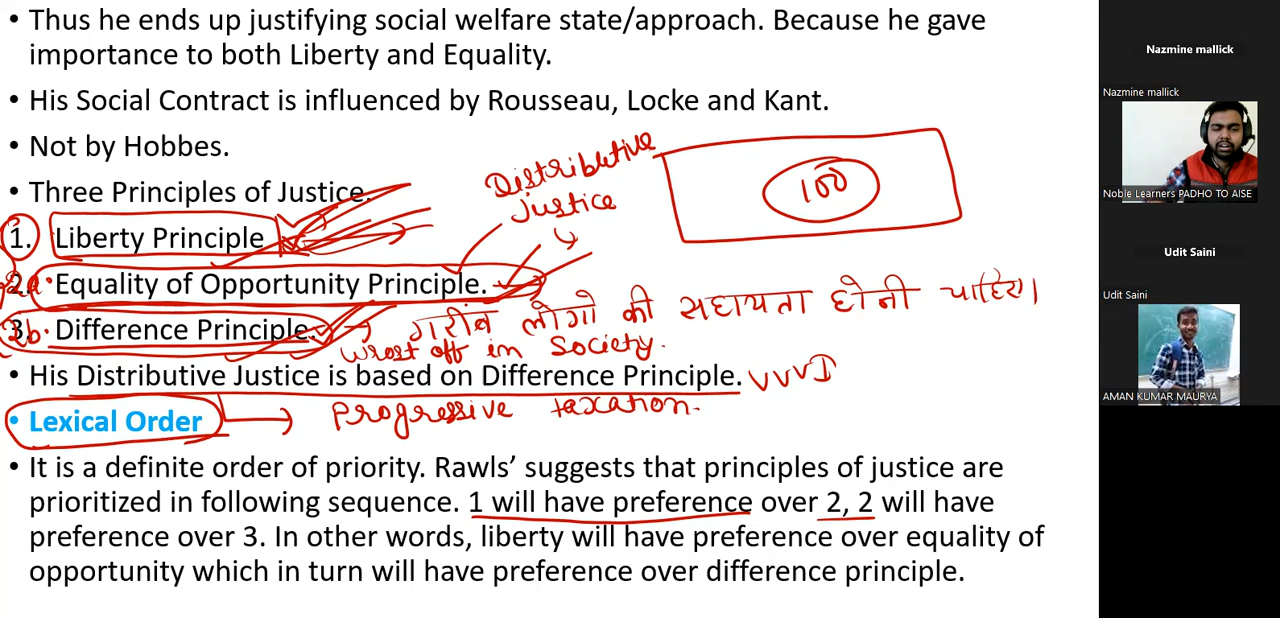 • Thus he ends up justifying social welfare state/approach. Because he gave
importance to both Liberty and Equality.
• His Social Contract is influenced by Rousseau, Locke and Kant.
• Not by Hobbes.
• Three Principles of Justice.
Distributive
Justice
100
1. Liberty Principle
2. Equality of Opportunity Principle.
2a.
3. Difference Principle.
2b.
गरीब लोगो की सहायता होनी चाहिए।
wrost off in Society.
• His Distributive Justice is based on Difference Principle. VVVI
• Lexical Order
Progressive taxation.
• It is a definite order of priority. Rawls’ suggests that principles of justice are
prioritized in following sequence. 1 will have preference over 2, 2 will have
preference over 3. In other words, liberty will have preference over equality of
opportunity which in turn will have preference over difference principle.
Nazmine mallick
Nazmine mallick
Noble Learners PADHO TO AISE
Udit Saini
Udit Saini
AMAN KUMAR MAURYA